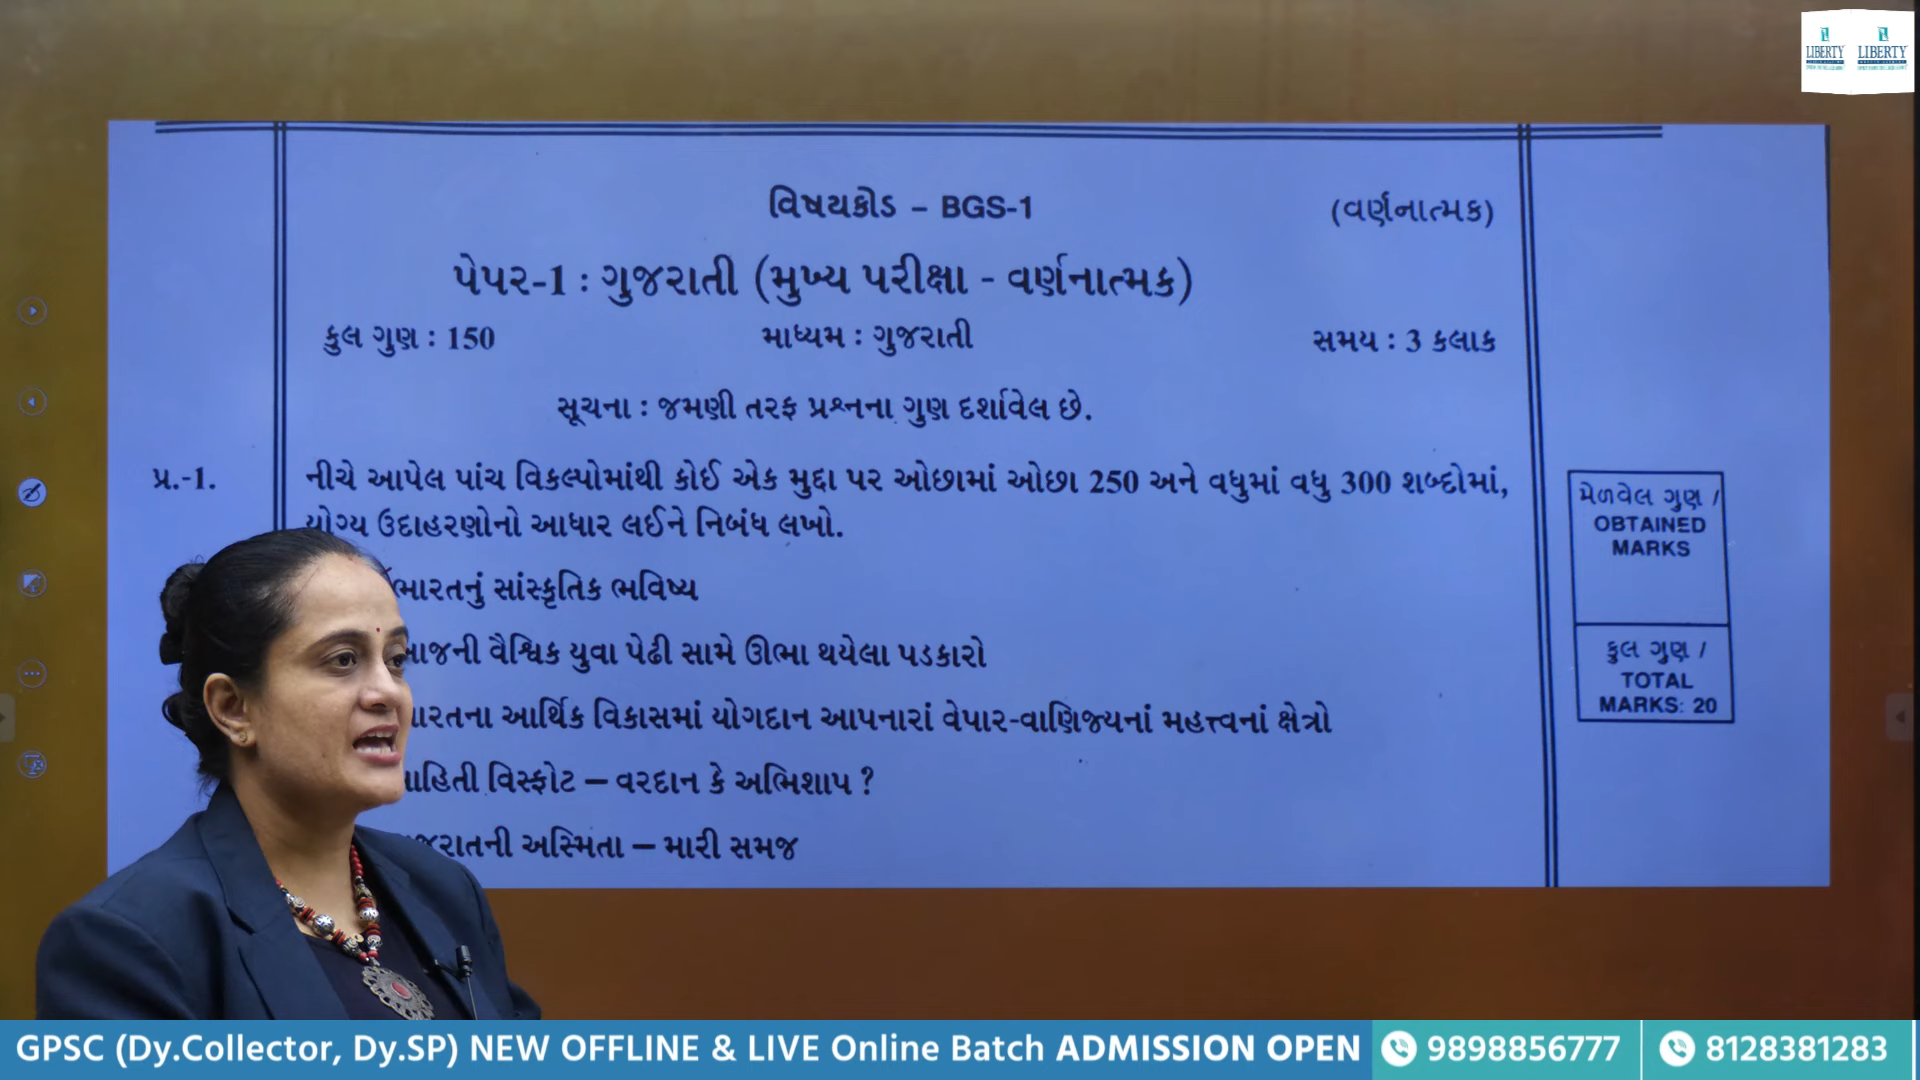 LIBERTY LIBERTY
વિષયકોડ – BGS-1 (વર્ણનાત્મક)
પેપર-1 : ગુજરાતી (મુખ્ય પરીક્ષા - વર્ણનાત્મક)
કુલ ગુણ : 150 માધ્યમ : ગુજરાતી સમય : 3 કલાક
સૂચના : જમણી તરફ પ્રશ્નના ગુણ દર્શાવેલ છે.
પ્ર.-1. નીચે આપેલ પાંચ વિકલ્પોમાંથી કોઈ એક મુદ્દા પર ઓછામાં ઓછા 250 અને વધુમાં વધુ 300 શબ્દોમાં,
યોગ્ય ઉદાહરણોનો આધાર લઈને નિબંધ લખો.
ભારતનું સાંસ્કૃતિક ભવિષ્ય
વૈશ્વિક યુવા પેઢી સામે ઊભા થયેલા પડકારો
આર્થિક વિકાસમાં યોગદાન આપનારાં વેપાર-વાણિજ્યનાં મહત્ત્વનાં ક્ષેત્રો
વિસ્ફોટ – વરદાન કે અભિશાપ ?
અસ્મિતા – મારી સમજ
મેળવેલ ગુણ /
OBTAINED
MARKS
કુલ ગુણ /
TOTAL
MARKS: 20
GPSC (Dy.Collector, Dy.SP) NEW OFFLINE & LIVE Online Batch ADMISSION OPEN 9898856777 8128381283